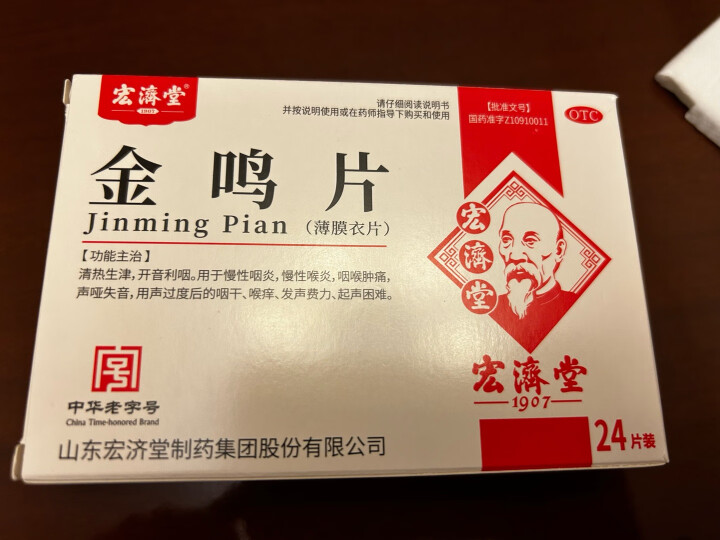 宏濟堂®
1907
请仔细阅读说明书
并按说明使用或在药师指导下购买和使用
【批准文号】
国药准字Z10910011
OTC
金鸣片
Jinming Pian (薄膜衣片)
【功能主治】
清热生津,开音利咽。用于慢性咽炎,慢性喉炎,咽喉肿痛,
声哑失音,用声过度后的咽干、喉痒、发声费力、起声困难。
宏濟堂
宏濟堂
1907
中华老字号
China Time-honored Brand
山东宏济堂制药集团股份有限公司
24片装